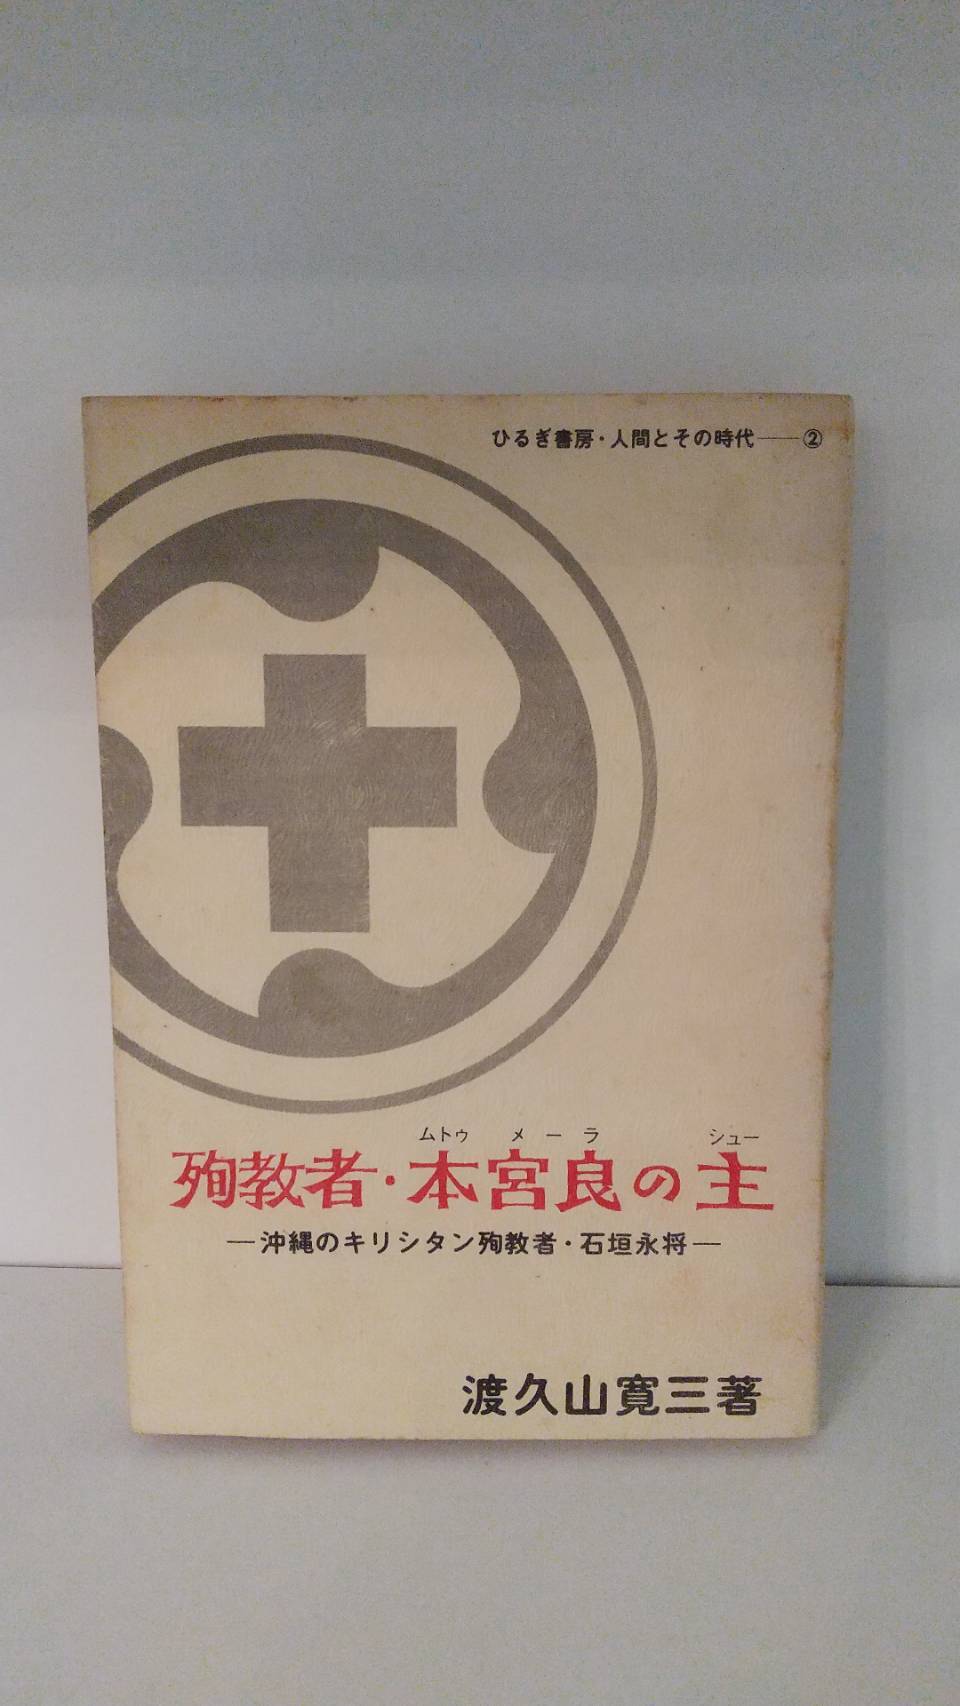 ひるぎ書房・人間とその時代――②
ムトゥ メーラ シュー
殉教者・本宮良の主
―沖縄のキリシタン殉教者・石垣永将―
渡久山寛三著